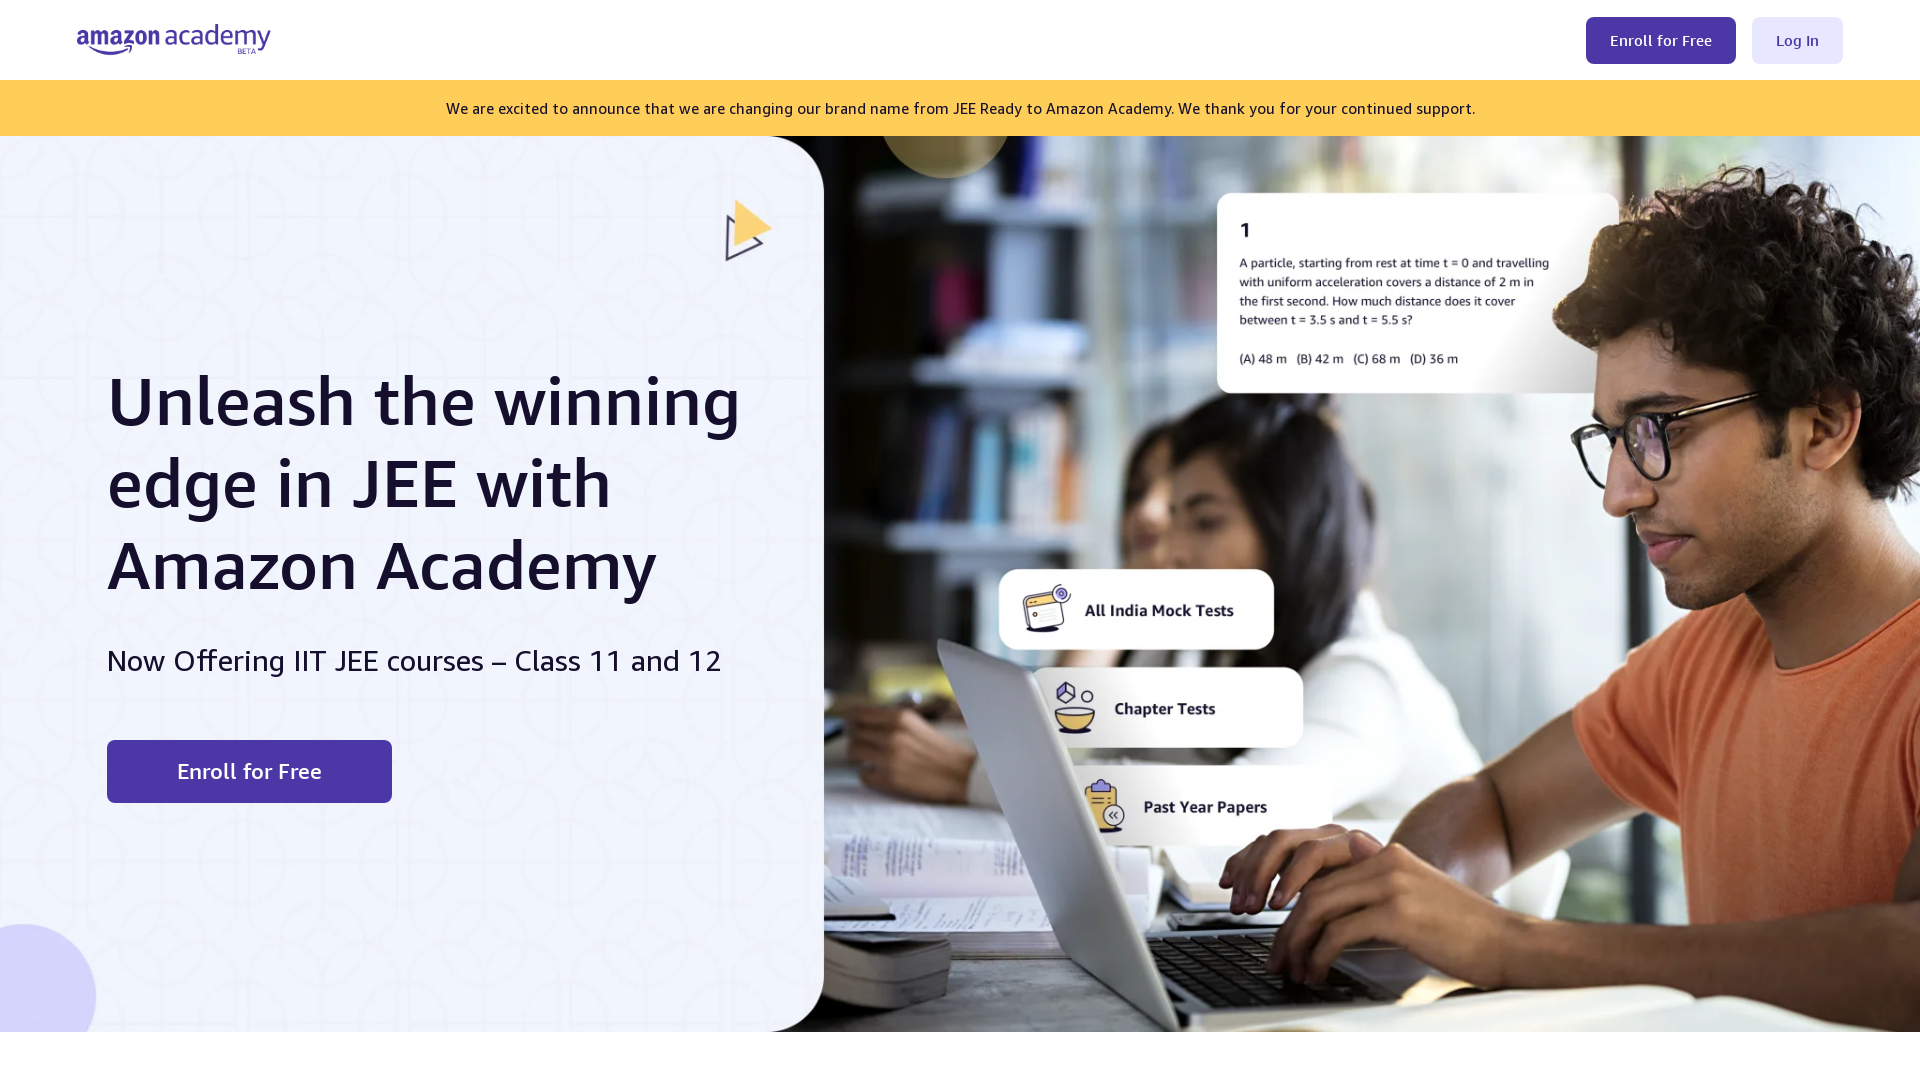 amazon academy
BETA
Enroll for Free
Log In
We are excited to announce that we are changing our brand name from JEE Ready to Amazon Academy. We thank you for your continued support.
Unleash the winning
edge in JEE with
Amazon Academy
Now Offering IIT JEE courses – Class 11 and 12
Enroll for Free
1
A particle, starting from rest at time t = 0 and travelling
with uniform acceleration covers a distance of 2 m in
the first second. How much distance does it cover
between t = 3.5 s and t = 5.5 s?
(A) 48 m (B) 42 m (C) 68 m (D) 36 m
All India Mock Tests
Chapter Tests
Past Year Papers